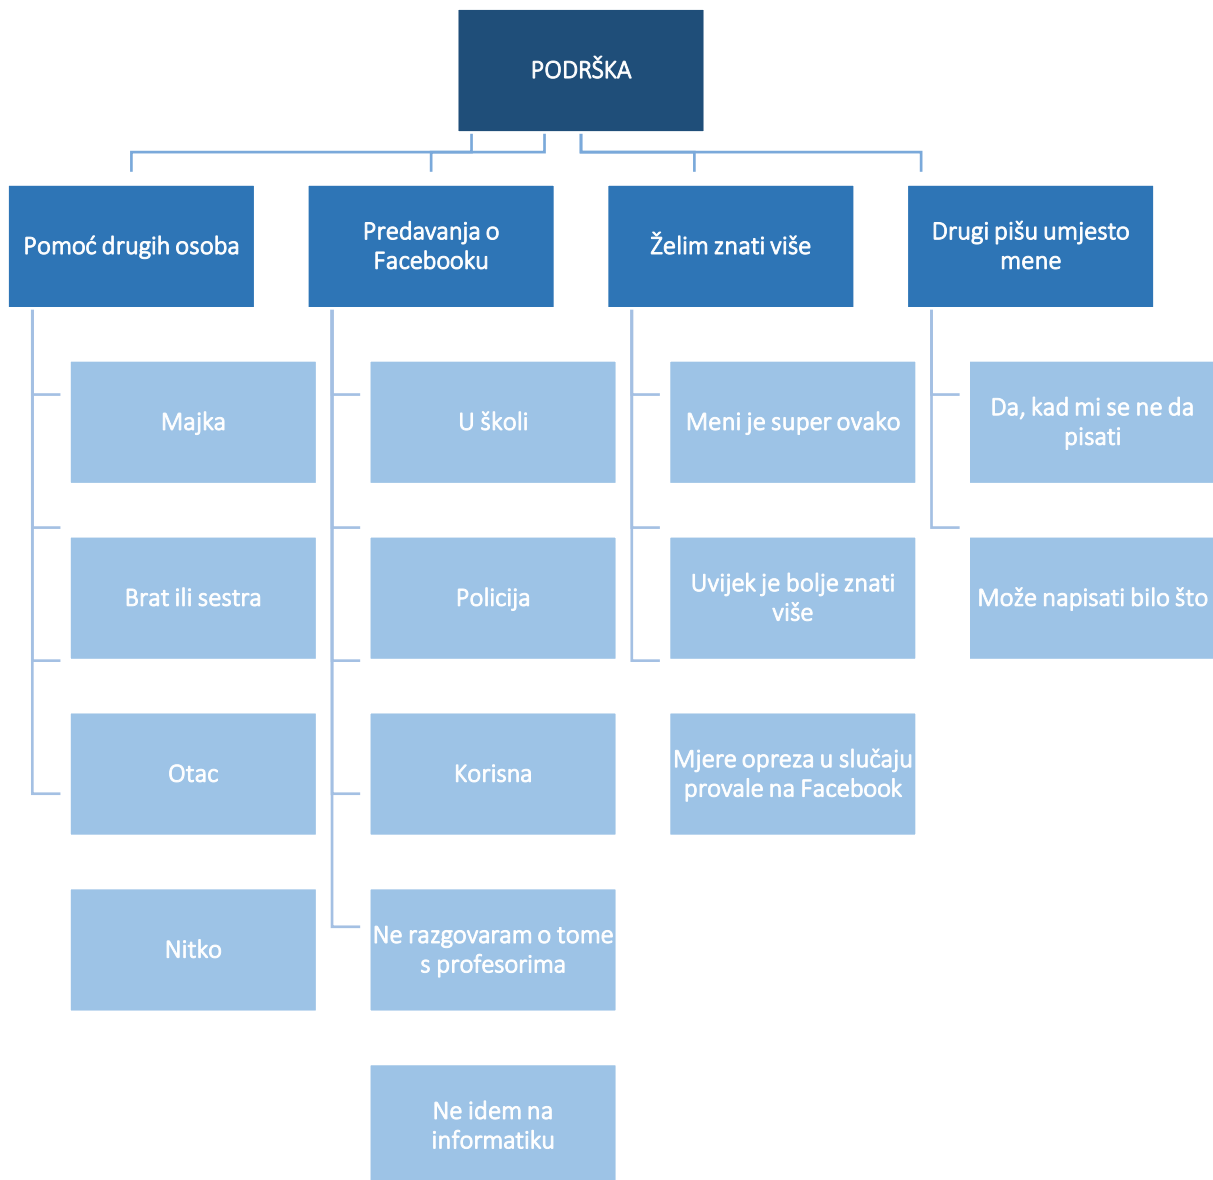 PODRŠKA
Pomoć drugih osoba
Predavanja o
Facebooku
Želim znati više
Drugi pišu umjesto
mene
Majka
Brat ili sestra
Otac
Nitko
U školi
Policija
Korisna
Ne razgovaram o tome
s profesorima
Ne idem na
informatiku
Meni je super ovako
Uvijek je bolje znati
više
Mjere opreza u slučaju
provale na Facebook
Da, kad mi se ne da
pisati
Može napisati bilo što